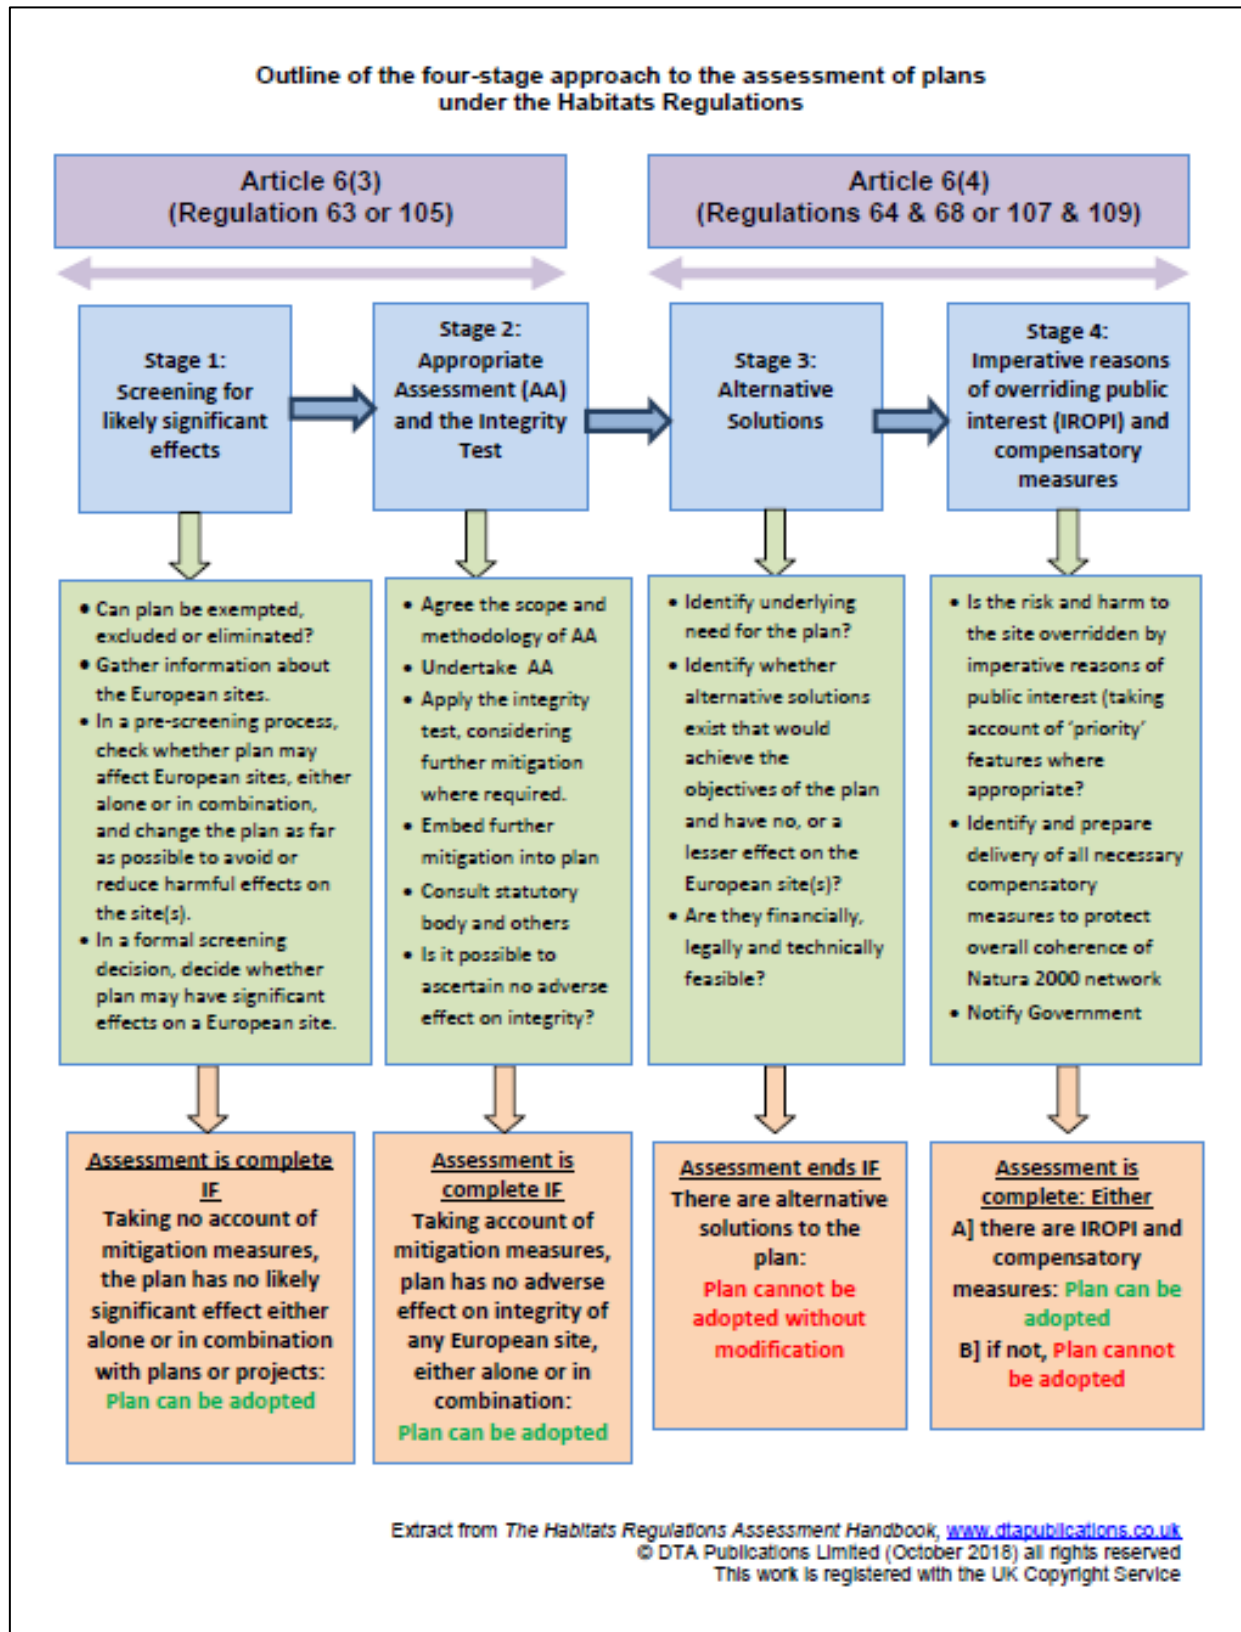 Outline of the four-stage approach to the assessment of plans
under the Habitats Regulations
Article 6(3)
(Regulation 63 or 105)
Article 6(4)
(Regulations 64 & 68 or 107 & 109)
Stage 1:
Screening for
likely significant
effects
Stage 2:
Appropriate
Assessment (AA)
and the Integrity
Test
Stage 3:
Alternative
Solutions
Stage 4:
Imperative reasons
of overriding public
interest (IROPI) and
compensatory
measures
• Can plan be exempted,
excluded or eliminated?
• Gather information about
the European sites.
• In a pre-screening process,
check whether plan may
affect European sites, either
alone or in combination,
and change the plan as far
as possible to avoid or
reduce harmful effects on
the site(s).
• In a formal screening
decision, decide whether
plan may have significant
effects on a European site.
• Agree the scope and
methodology of AA
• Undertake AA
• Apply the integrity
test, considering
further mitigation
where required.
• Embed further
mitigation into plan
• Consult statutory
body and others
• Is it possible to
ascertain no adverse
effect on integrity?
• Identify underlying
need for the plan?
• Identify whether
alternative solutions
exist that would
achieve the
objectives of the plan
and have no, or a
lesser effect on the
European site(s)?
• Are they financially,
legally and technically
feasible?
• Is the risk and harm to
the site overridden by
imperative reasons of
public interest (taking
account of ‘priority’
features where
appropriate?
• Identify and prepare
delivery of all necessary
compensatory
measures to protect
overall coherence of
Natura 2000 network
• Notify Government
Assessment is complete
IF
Taking no account of
mitigation measures,
the plan has no likely
significant effect either
alone or in combination
with plans or projects:
Plan can be adopted
Assessment is
complete IF
Taking account of
mitigation measures,
plan has no adverse
effect on integrity of
any European site,
either alone or in
combination:
Plan can be adopted
Assessment ends IF
There are alternative
solutions to the
plan:
Plan cannot be
adopted without
modification
Assessment is
complete: Either
A] there are IROPI and
compensatory
measures: Plan can be
adopted
B] if not, Plan cannot
be adopted
Extract from The Habitats Regulations Assessment Handbook, www.dtapublications.co.uk
© DTA Publications Limited (October 2018) all rights reserved
This work is registered with the UK Copyright Service